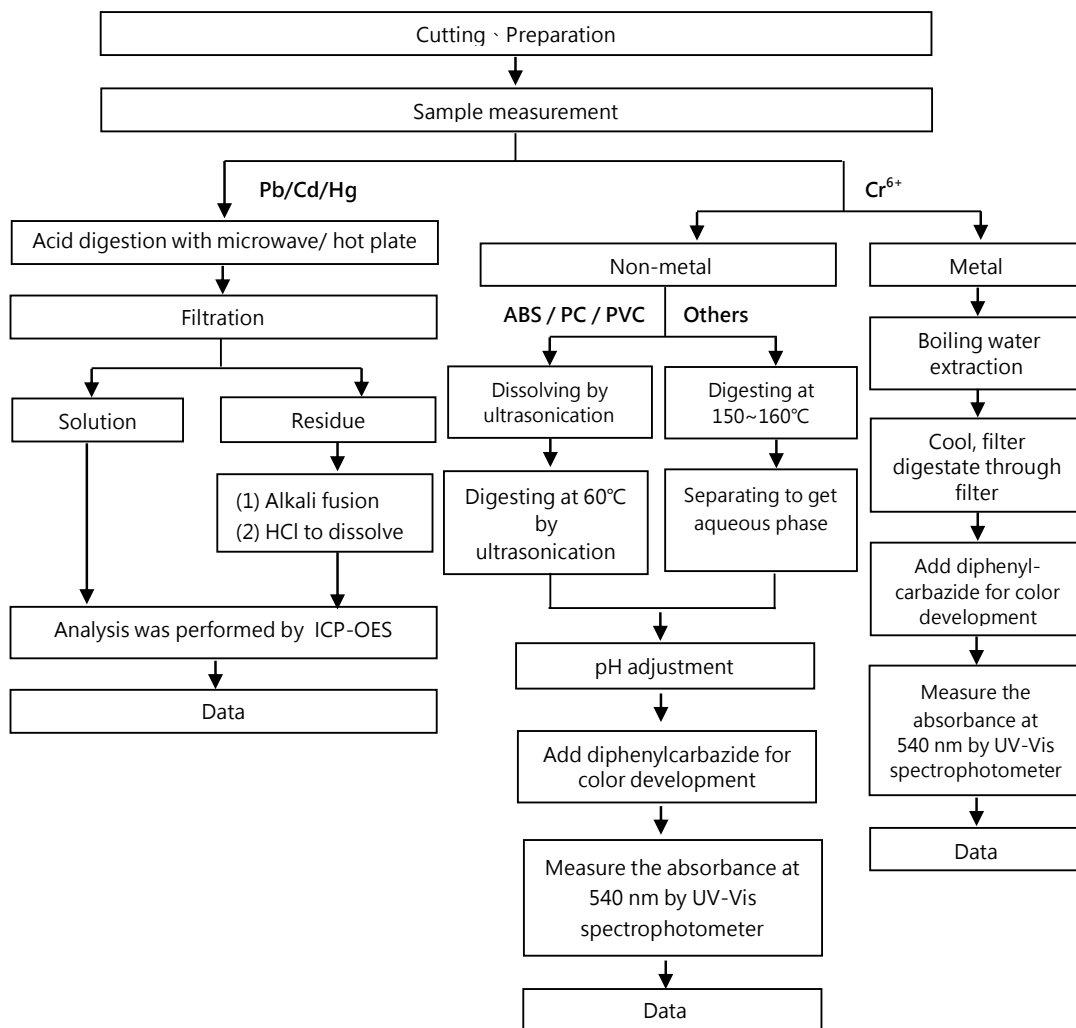 Cutting、Preparation
Sample measurement
Pb/Cd/Hg
Cr⁶⁺
Acid digestion with microwave/ hot plate
Filtration
Solution
Residue
(1) Alkali fusion
(2) HCl to dissolve
Analysis was performed by ICP-OES
Data
Non-metal
ABS / PC / PVC
Others
Dissolving by
ultrasonication
Digesting at 60℃
by
ultrasonication
Digesting at
150~160℃
Separating to get
aqueous phase
pH adjustment
Add diphenylcarbazide for
color development
Measure the absorbance at
540 nm by UV-Vis
spectrophotometer
Data
Metal
Boiling water
extraction
Cool, filter
digestate through
filter
Add diphenyl-
carbazide for color
development
Measure the
absorbance at
540 nm by UV-Vis
spectrophotometer
Data